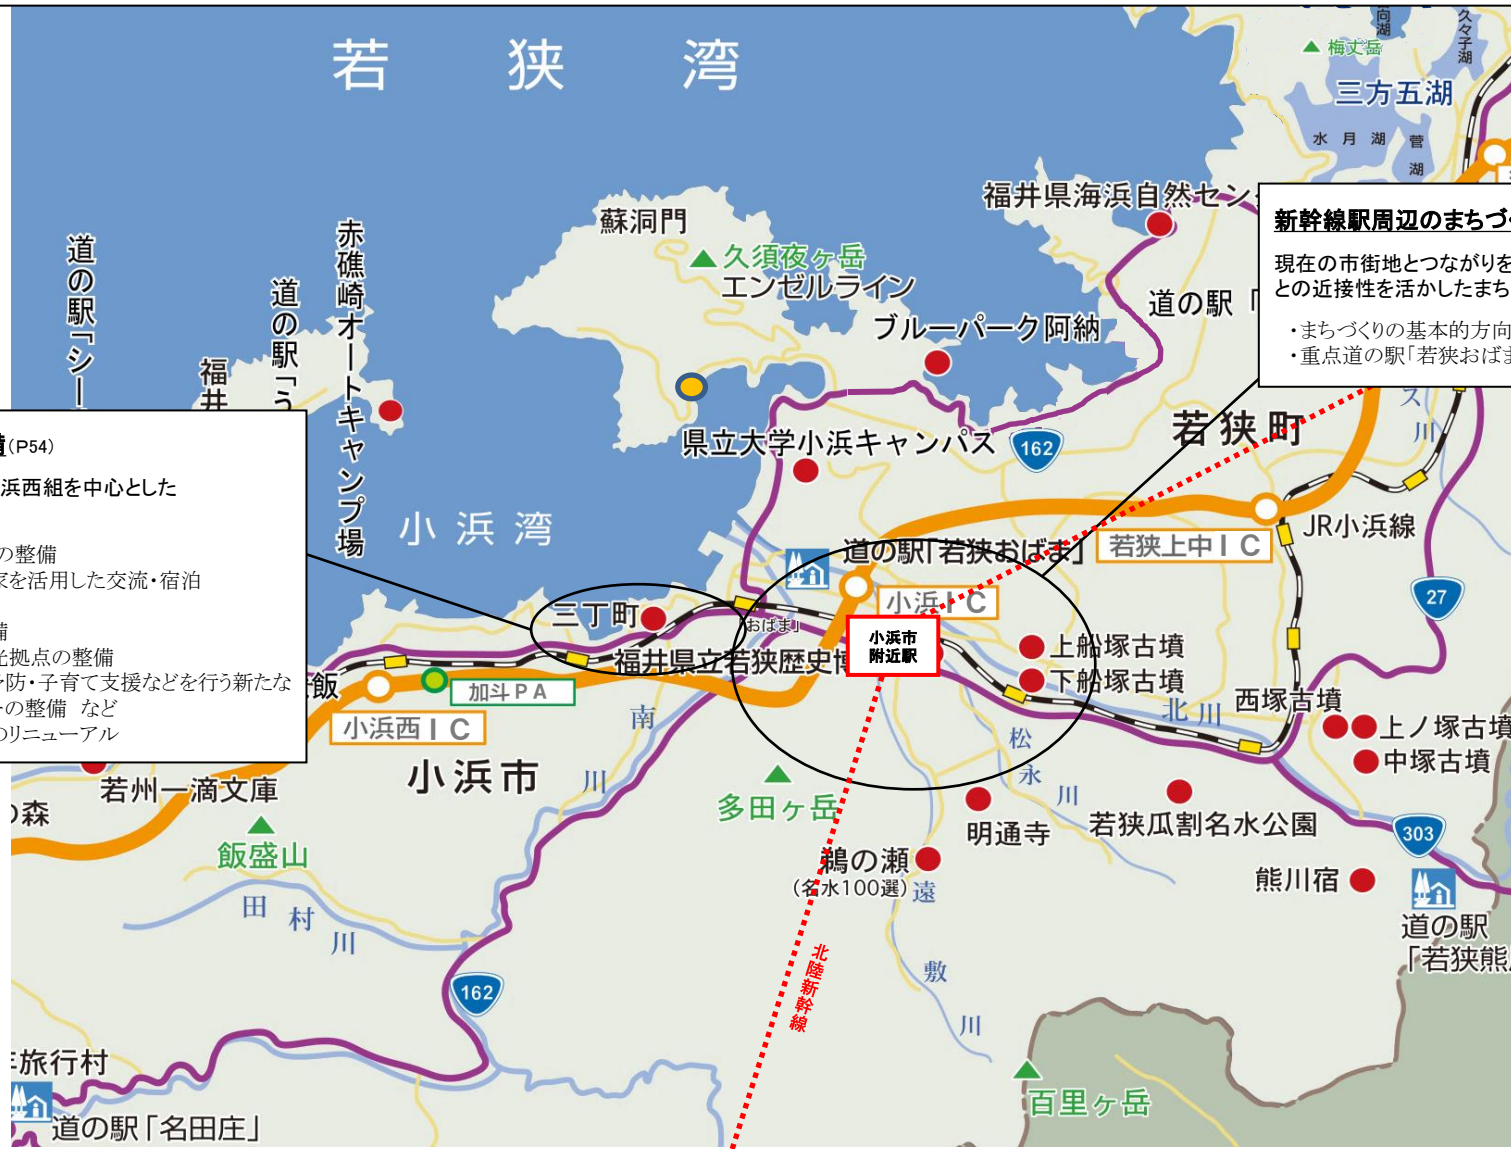 若狭湾
向湖
久々子湖
梅丈岳
三方五湖
水月湖
菅湖
福井県海浜自然セン
蘇洞門
久須夜ヶ岳
エンゼルライン
道の駅「シー
赤礁崎オートキャンプ場
道の駅「う
福井
ブルーパーク阿納
道の駅「
新幹線駅周辺のまちづ
現在の市街地とつながりを
との近接性を活かしたまち
・まちづくりの基本的方向
・重点道の駅「若狭おばま
(P54)
浜西組を中心とした
の整備
家を活用した交流・宿泊
備
光拠点の整備
予防・子育て支援などを行う新たな
の整備 など
のリニューアル
県立大学小浜キャンパス
162
若狭町
ス川
小浜湾
JR小浜線
道の駅「若狭おばま」
若狭上中IC
小浜IC
27
三丁町
おばま」
小浜市
附近駅
福井県立若狭歴史博
上船塚古墳
下船塚古墳
飯
加斗PA
小浜西IC
南川
北川
西塚古墳
上ノ塚古墳
中塚古墳
松永川
小浜市
若州一滴文庫
の森
飯盛山
多田ヶ岳
明通寺
若狭瓜割名水公園
303
鵜の瀬
(名水100選)
遠敷川
熊川宿
道の駅
「若狭熊
田村川
北陸新幹線
162
旅行村
道の駅「名田庄」
百里ヶ岳